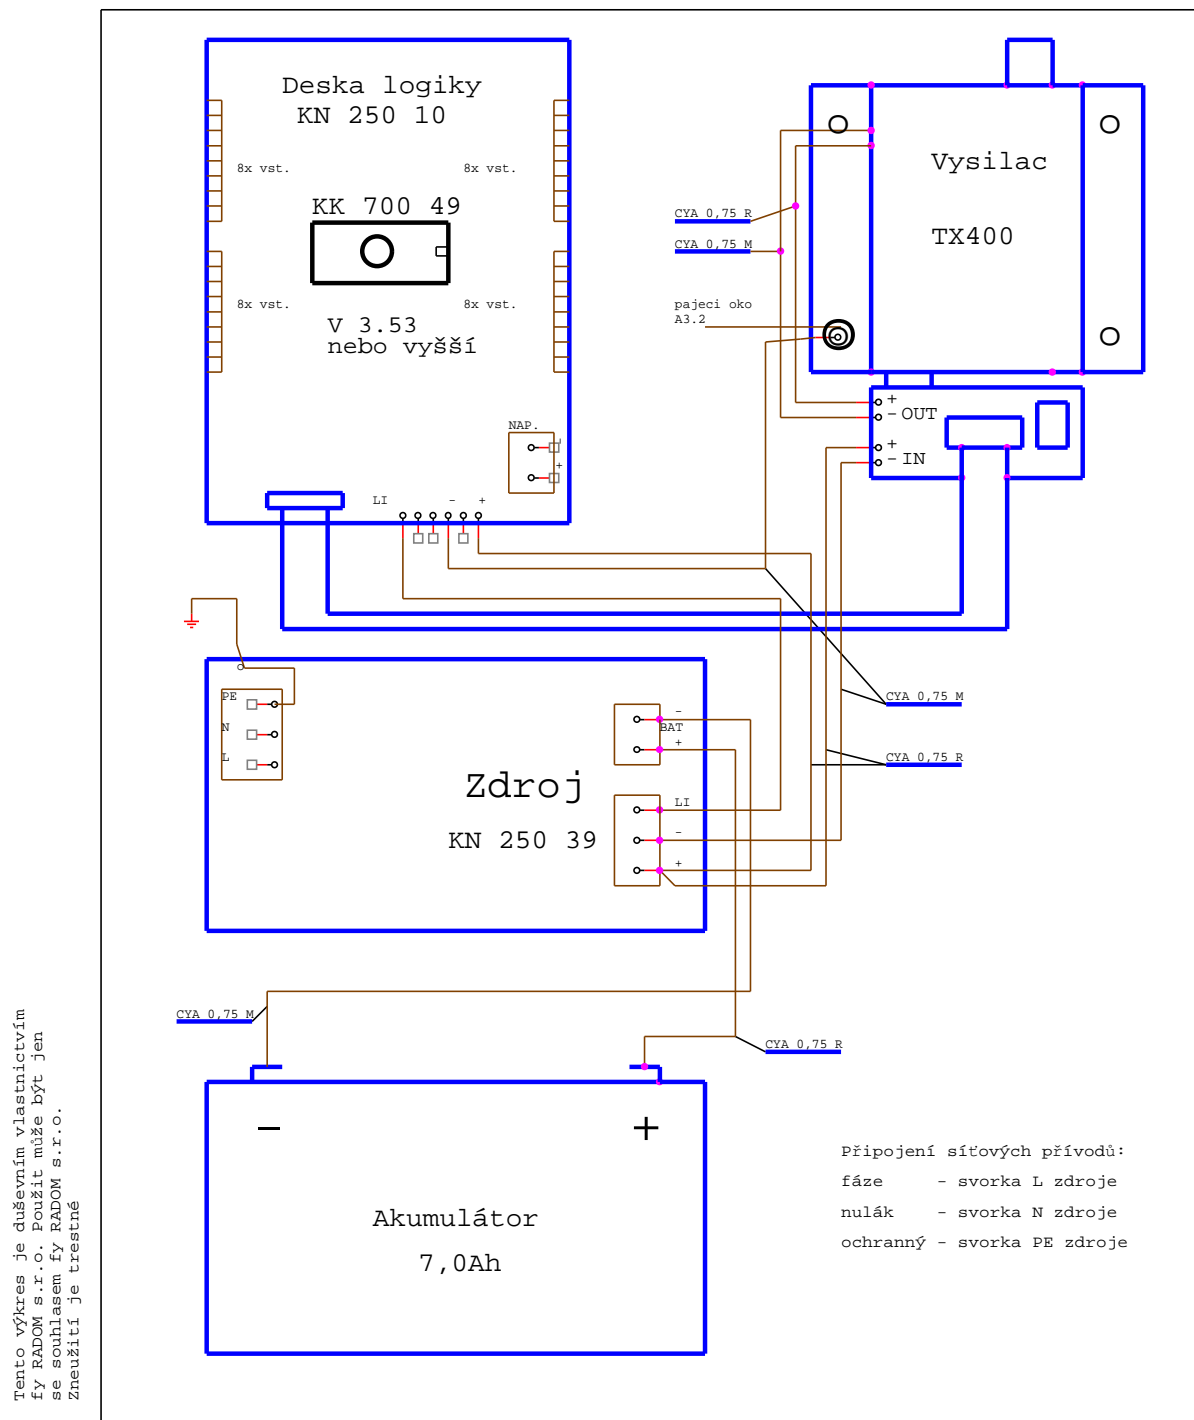 Deska logiky
KN 250 10
8x vst.
8x vst.
KK 700 49
8x vst.
8x vst.
V 3.53
nebo vyšší
NAP.
-
+
LI
-
+
Vysilac
TX400
CYA 0,75 R
CYA 0,75 M
pajeci oko
A3.2
+
- OUT
+
- IN
PE
N
L
-
BAT
+
Zdroj
LI
KN 250 39
-
+
CYA 0,75 M
CYA 0,75 R
CYA 0,75 M
CYA 0,75 R
-
+
Akumulátor
7,0Ah
Připojení síťových přívodů:
fáze - svorka L zdroje
nulák - svorka N zdroje
ochranný - svorka PE zdroje
Tento výkres je duševním vlastnictvím
fy RADOM s.r.o. Použit může být jen
se souhlasem fy RADOM s.r.o.
Zneužití je trestné